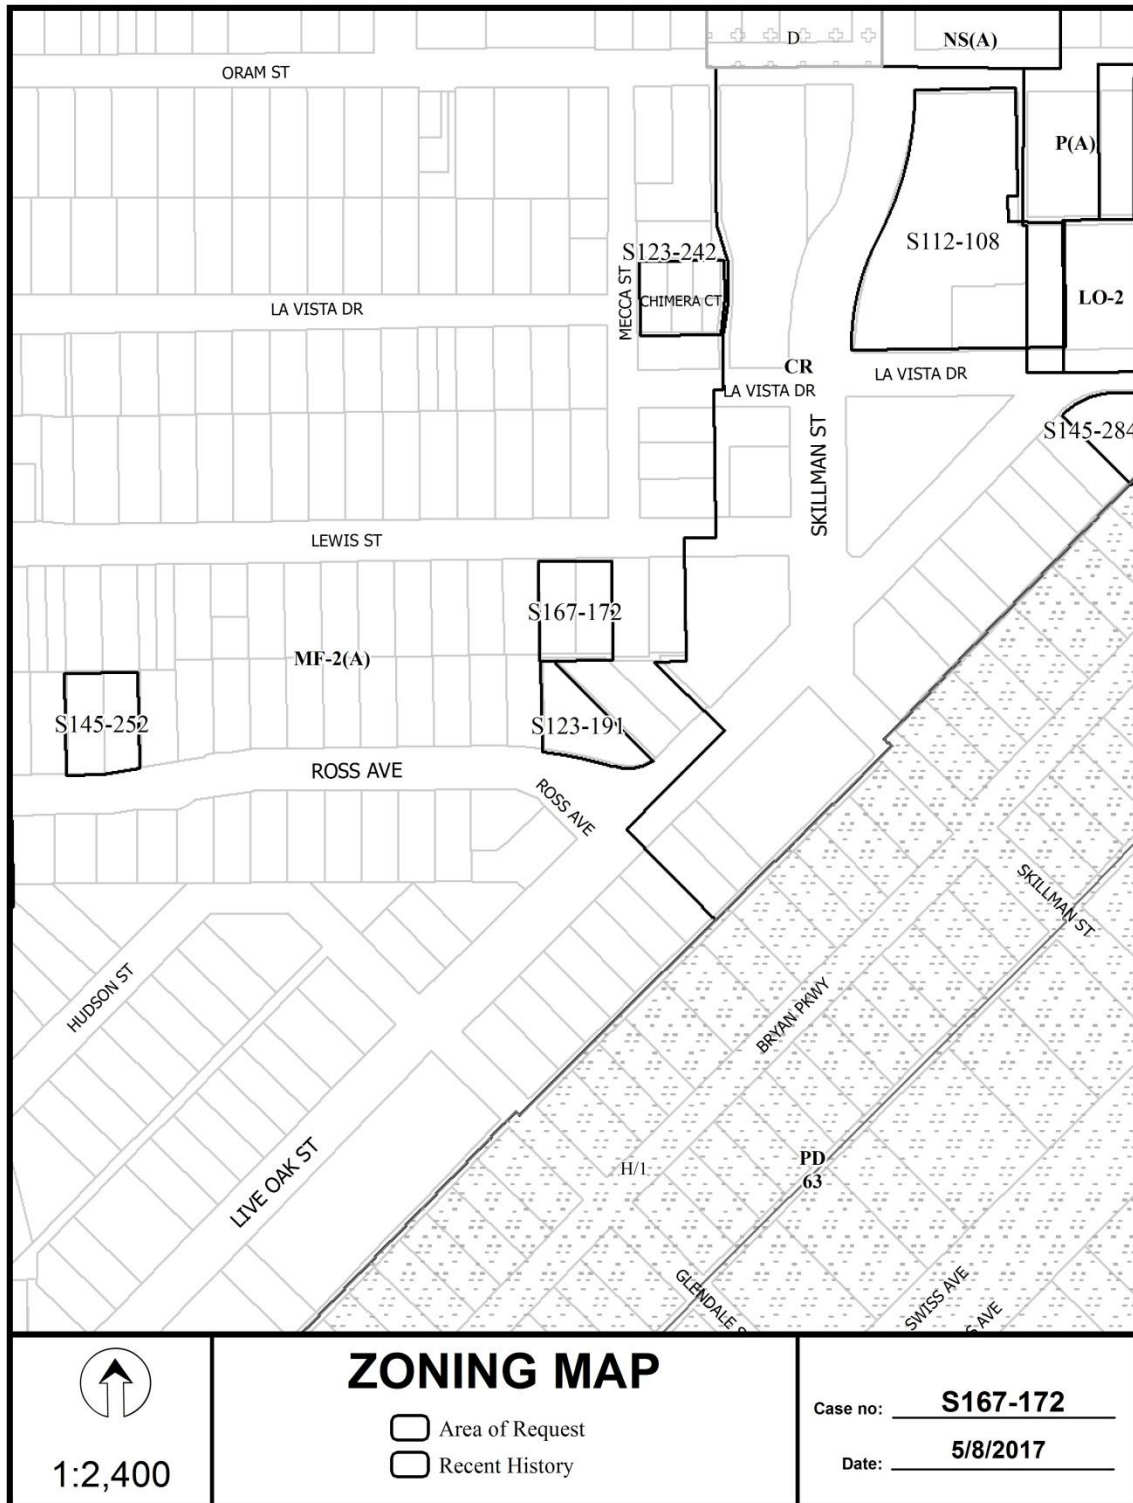 D
NS(A)
ORAM ST
P(A)
S112-108
S123-242
MECCA ST
CHIMERA CT
LA VISTA DR
LO-2
CR
LA VISTA DR
LA VISTA DR
SKILLMAN ST
S145-284
LEWIS ST
S167-172
MF-2(A)
S145-252
S123-191
ROSS AVE
ROSS AVE
SKILLMAN ST
HUDSON ST
BRYAN PKWY
LIVE OAK ST
H/1
PD
63
GLENDALE S
SWISS AVE
S AVE
ZONING MAP
Area of Request
Recent History
1:2,400
Case no: S167-172
Date: 5/8/2017